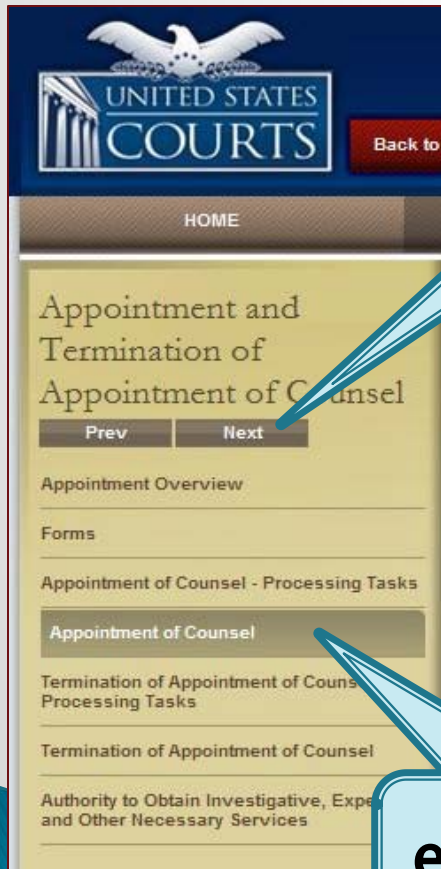 UNITED STATES
COURTS
Back to
HOME
Appointment and
Termination of
Appointment of Counsel
Prev
Next
Appointment Overview
Forms
Appointment of Counsel - Processing Tasks
Appointment of Counsel
Termination of Appointment of Couns
Processing Tasks
Termination of Appointment of Counsel
Authority to Obtain Investigative, Expe
and Other Necessary Services
e